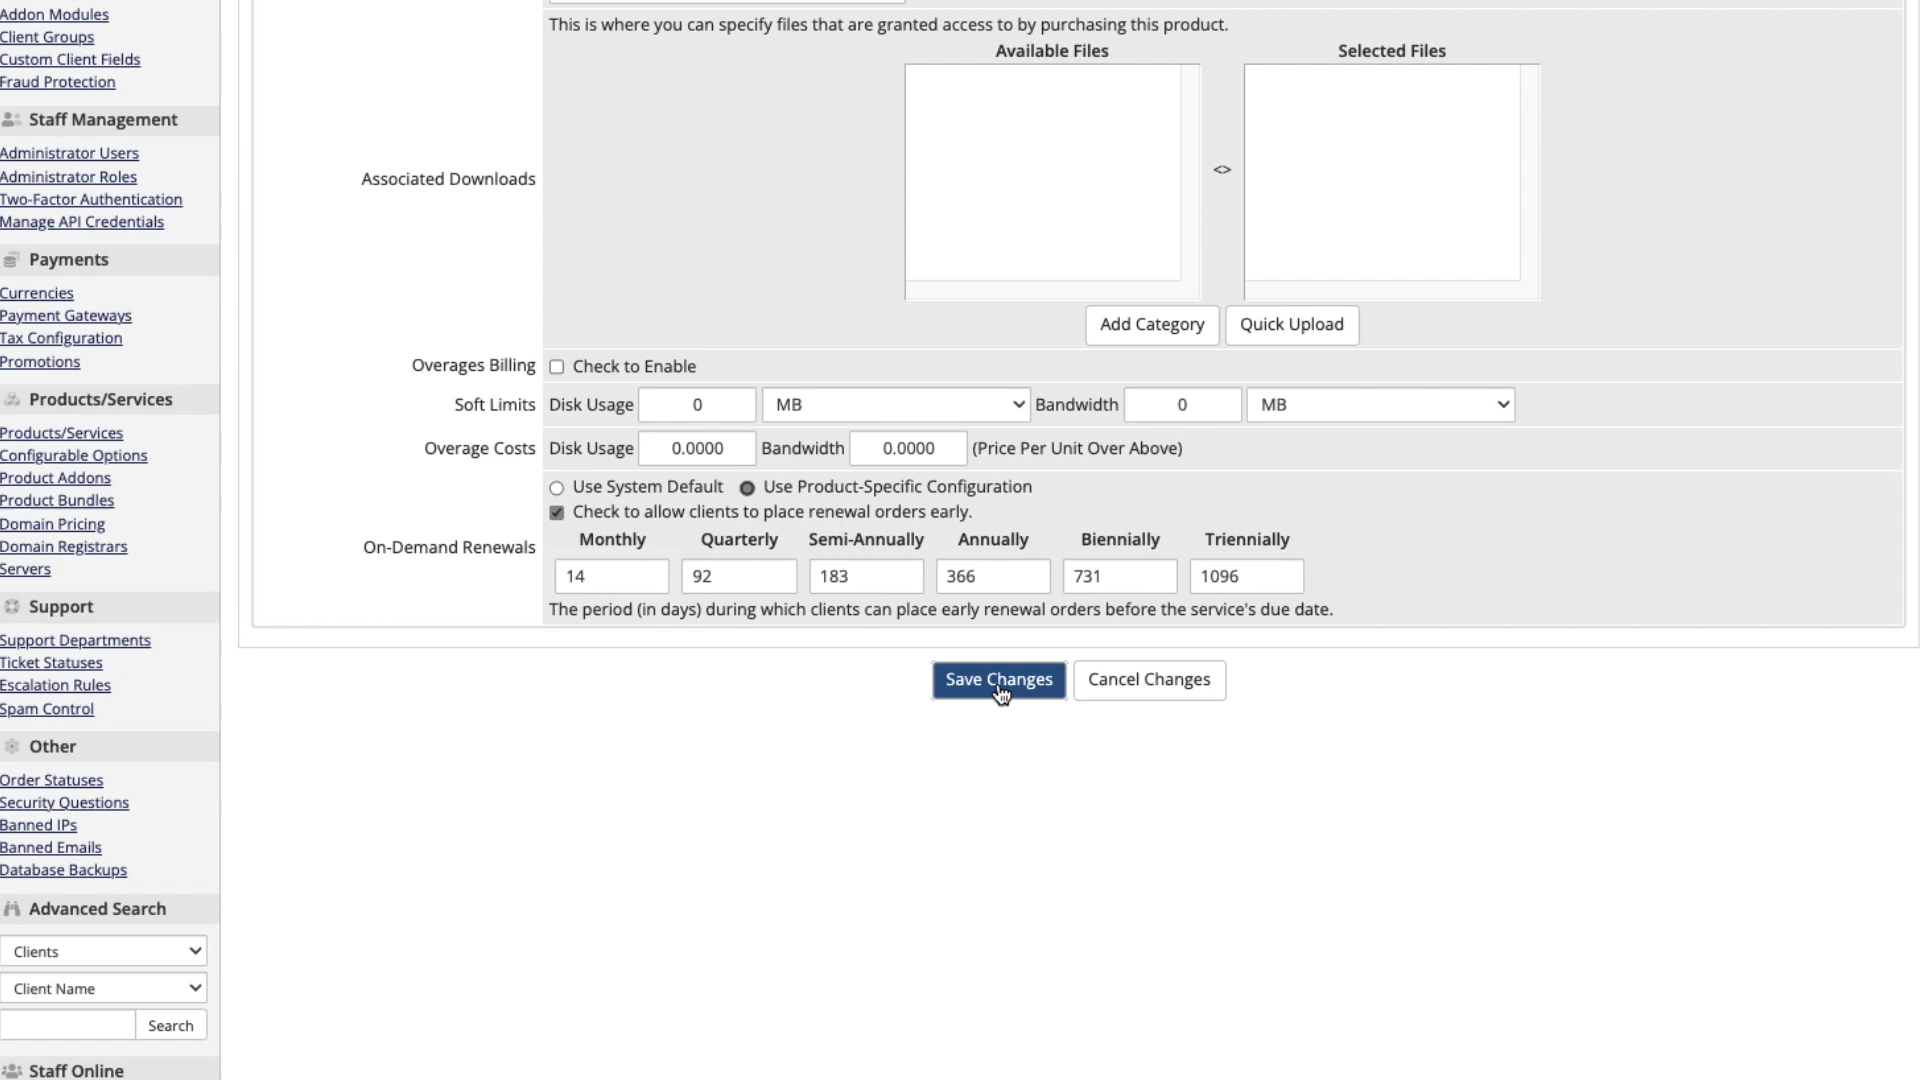 Addon Modules
Client Groups
Custom Client Fields
Fraud Protection
Staff Management
Administrator Users
Administrator Roles
Two-Factor Authentication
Manage API Credentials
Payments
Currencies
Payment Gateways
Tax Configuration
Promotions
Products/Services
Products/Services
Configurable Options
Product Addons
Product Bundles
Domain Pricing
Domain Registrars
Servers
Support
Support Departments
Ticket Statuses
Escalation Rules
Spam Control
Other
Order Statuses
Security Questions
Banned IPs
Banned Emails
Database Backups
Advanced Search
Clients
Client Name
Search
Staff Online
This is where you can specify files that are granted access to by purchasing this product.
Available Files Selected Files
Associated Downloads <>
Add Category Quick Upload
Overages Billing Check to Enable
Soft Limits Disk Usage 0 MB Bandwidth 0 MB
Overage Costs Disk Usage 0.0000 Bandwidth 0.0000 (Price Per Unit Over Above)
Use System Default Use Product-Specific Configuration
Check to allow clients to place renewal orders early.
On-Demand Renewals
Monthly Quarterly Semi-Annually Annually Biennially Triennially
14 92 183 366 731 1096
The period (in days) during which clients can place early renewal orders before the service's due date.
Save Changes Cancel Changes